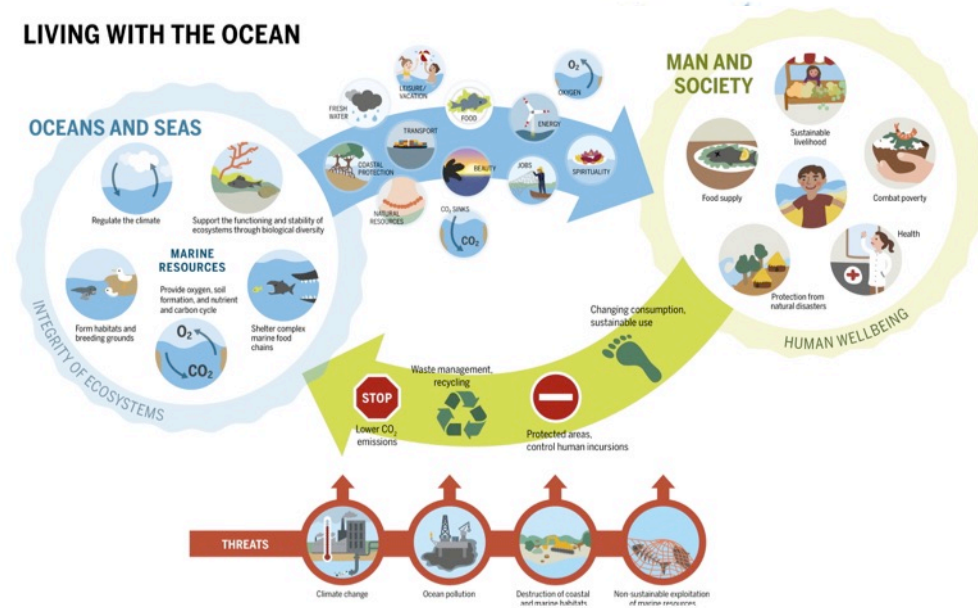 LIVING WITH THE OCEAN
OCEANS AND SEAS
Regulate the climate
Support the functioning and stability of
ecosystems through biological diversity
MARINE
RESOURCES
Provide oxygen, soil
formation, and nutrient
and carbon cycle
Form habitats and
breeding grounds
Shelter complex
marine food
chains
O₂
CO₂
INTEGRITY OF ECOSYSTEMS
FRESH
WATER
LEISURE/
VACATION
FOOD
ENERGY
O₂
OXYGEN
COASTAL
PROTECTION
TRANSPORT
BEAUTY
JOBS
SPIRITUALITY
NATURAL
RESOURCES
CO₂ SINKS
CO₂
MAN AND
SOCIETY
Sustainable
livelihood
Food supply
Combat poverty
Health
Protection from
natural disasters
HUMAN WELLBEING
Changing consumption,
sustainable use
Waste management,
recycling
STOP
Lower CO₂
emissions
Protected areas,
control human incursions
THREATS
Climate change
Ocean pollution
Destruction of coastal
and marine habitats
Non-sustainable exploitation
of marine resources